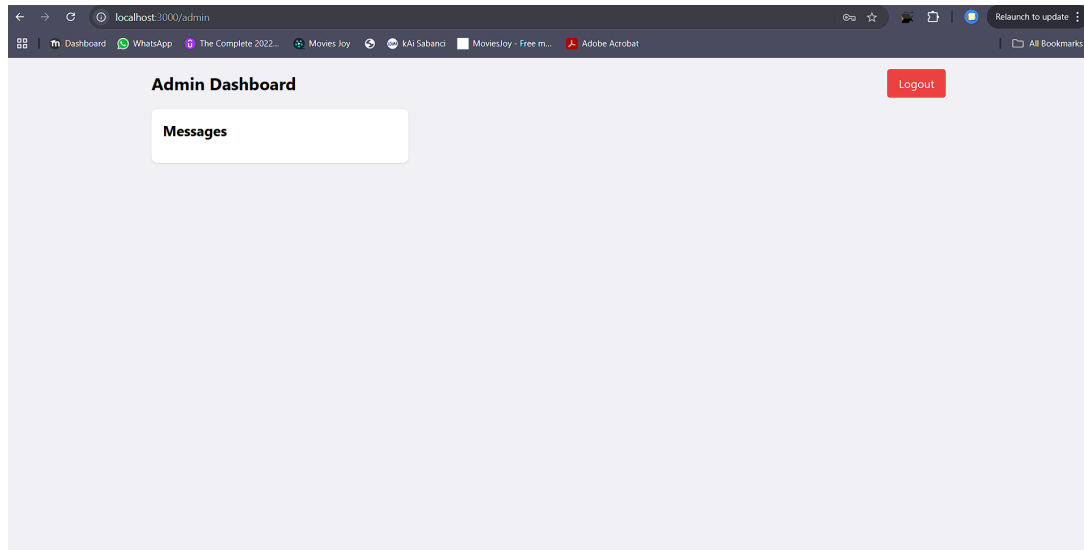 localhost:3000/admin
Relaunch to update
Dashboard WhatsApp The Complete 2022... Movies Joy kAi Sabanci MoviesJoy - Free m... Adobe Acrobat All Bookmarks
Admin Dashboard Logout
Messages